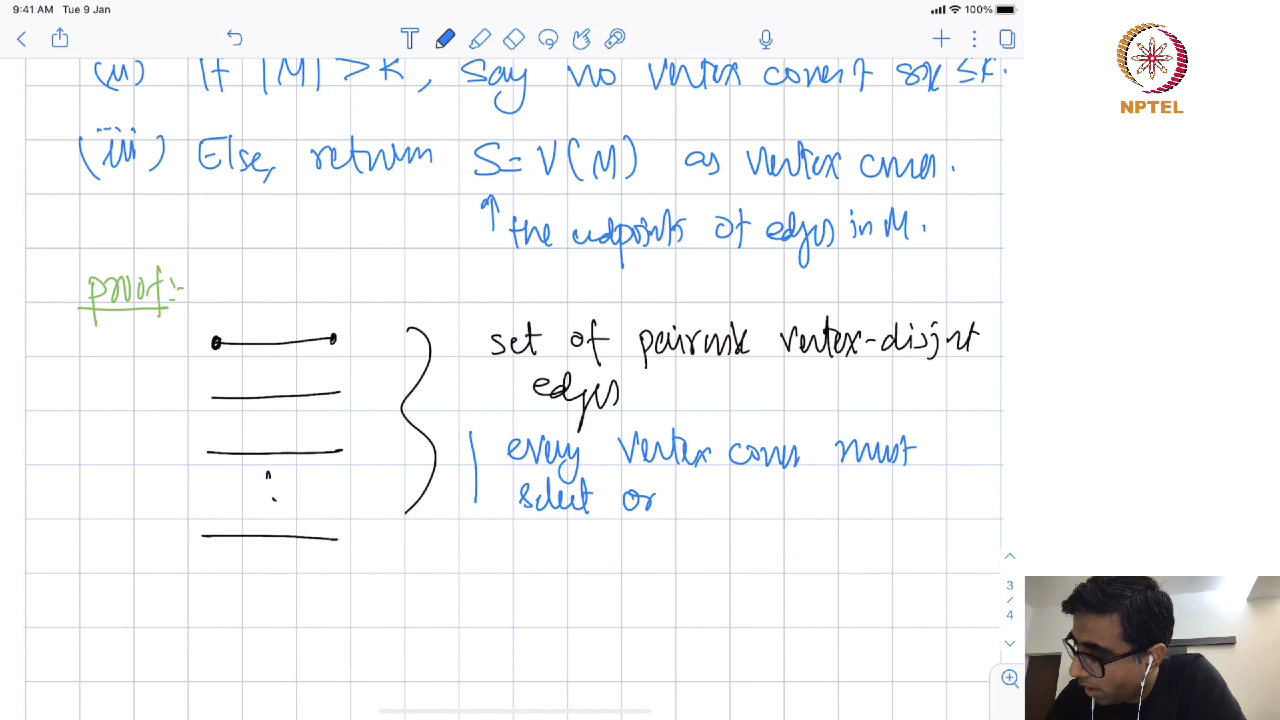 9:41 AM Tue 9 Jan
100%
NPTEL
(ii) If |M| > K, Say no vertex cover of size ≤ k.
(iii) Else, return S = V(M) as vertex cover.
↑ the endpoints of edges in M.
proof :-
set of pairwise vertex-disjoint
edges
every vertex cover must
select or
3
/
4